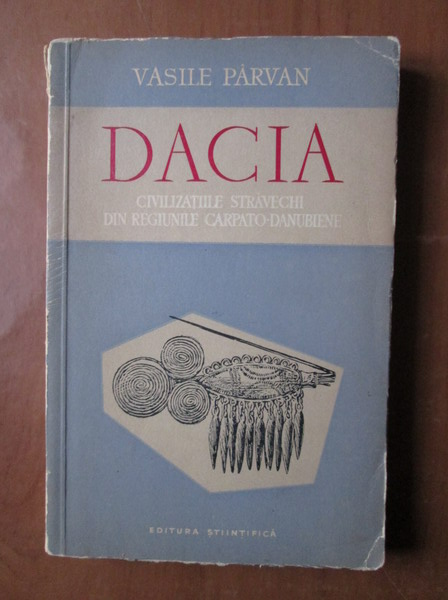 VASILE PÂRVAN
DACIA
CIVILIZAȚIILE STRĂVECHI
DIN REGIUNILE CARPATO-DANUBIENE
EDITURA ȘTIINȚIFICĂ